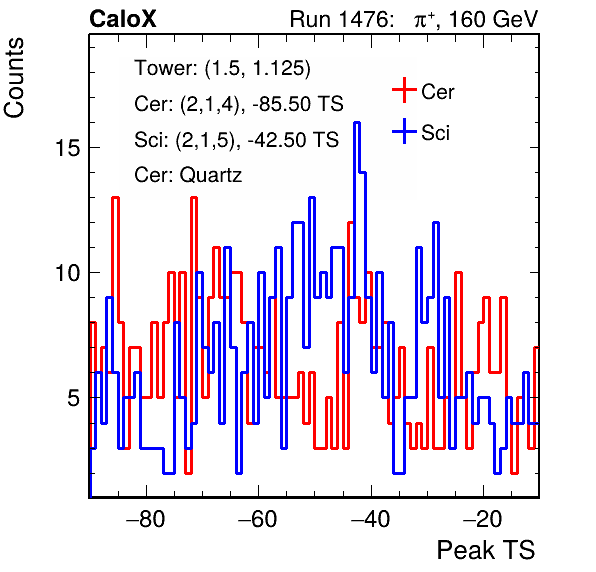 CaloX Run 1476: π⁺, 160 GeV
Counts
Tower: (1.5, 1.125)
Cer: (2,1,4), -85.50 TS
Sci: (2,1,5), -42.50 TS
Cer: Quartz
Cer
Sci
15
10
5
−80 −60 −40 −20
Peak TS